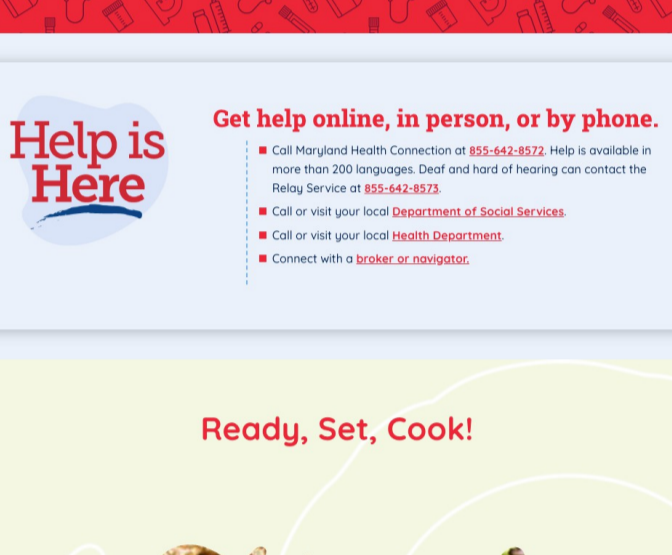 Help is
Here
Get help online, in person, or by phone.
Call Maryland Health Connection at 855-642-8572. Help is available in
more than 200 languages. Deaf and hard of hearing can contact the
Relay Service at 855-642-8573.
Call or visit your local Department of Social Services.
Call or visit your local Health Department.
Connect with a broker or navigator.
Ready, Set, Cook!